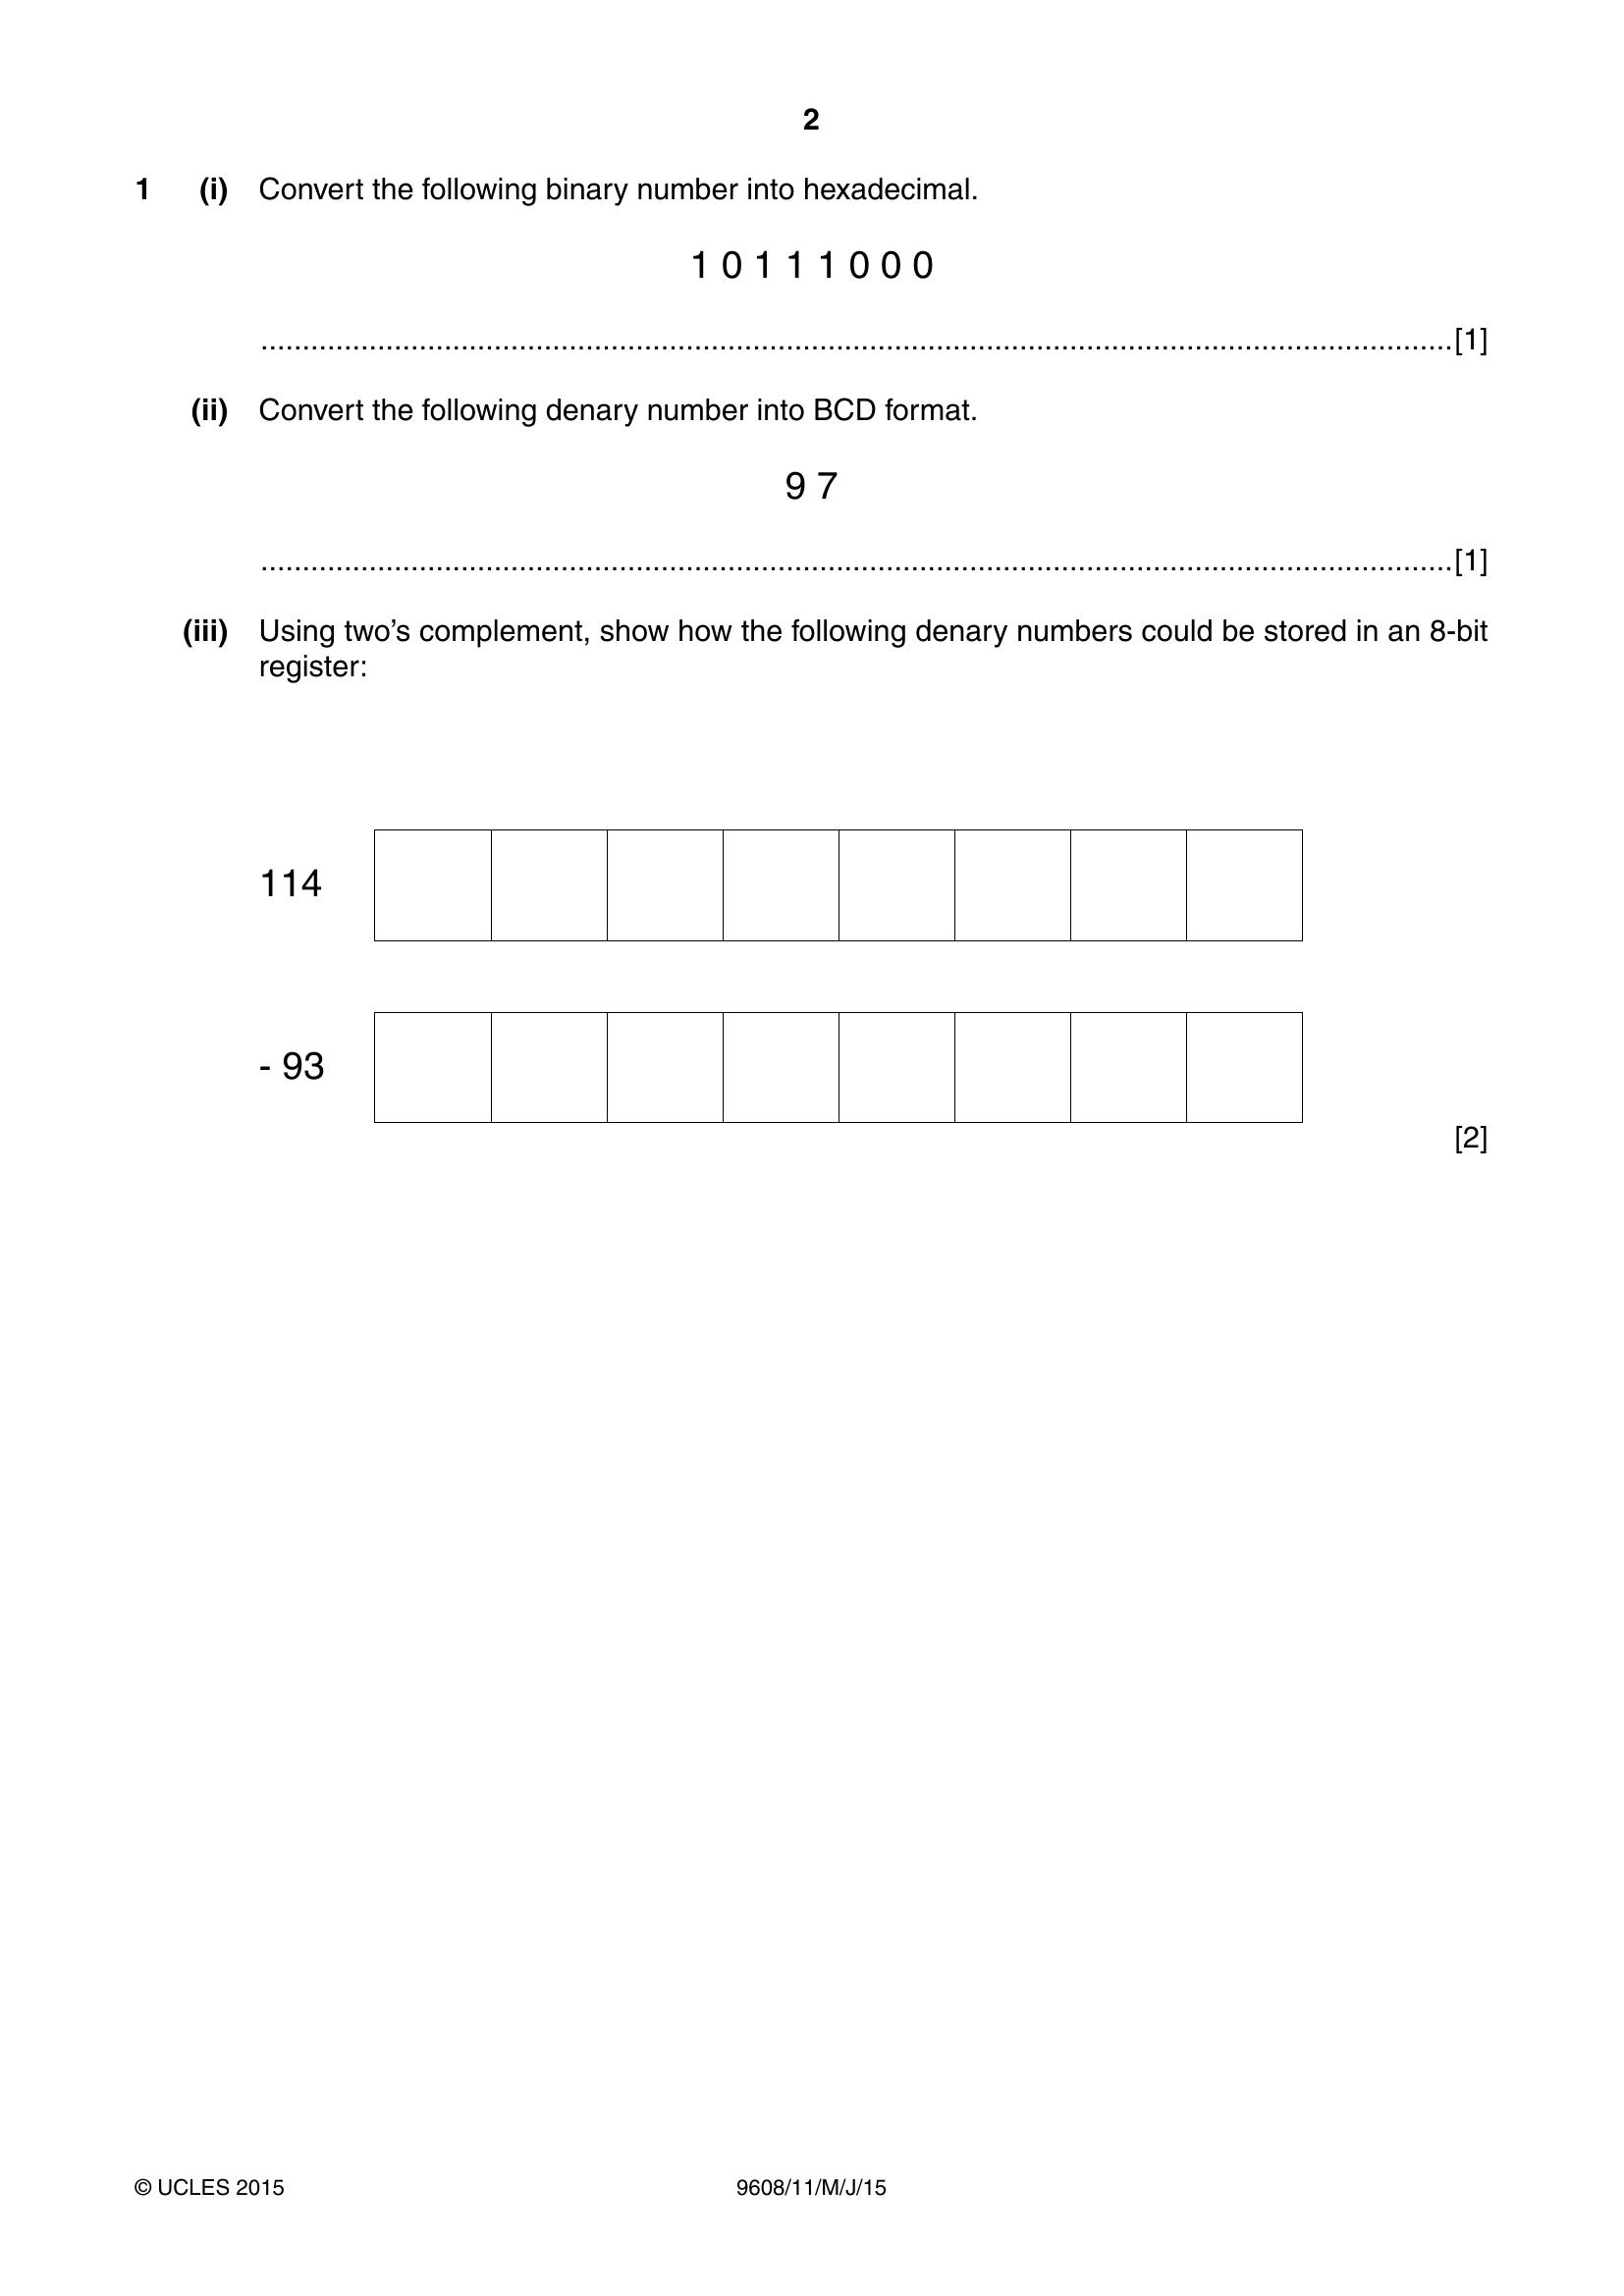 2
1 (i) Convert the following binary number into hexadecimal.
1 0 1 1 1 0 0 0
..........................................................................................................................................[1]
(ii) Convert the following denary number into BCD format.
9 7
..........................................................................................................................................[1]
(iii) Using two’s complement, show how the following denary numbers could be stored in an 8-bit
register:
114
- 93
[2]
© UCLES 2015 9608/11/M/J/15